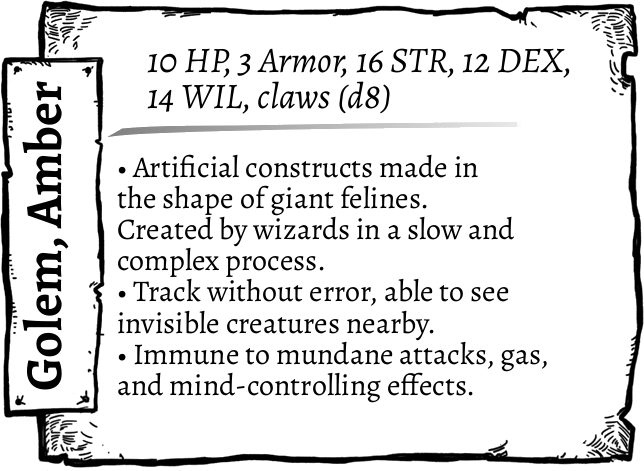 Golem, Amber
10 HP, 3 Armor, 16 STR, 12 DEX,
14 WIL, claws (d8)
• Artificial constructs made in
the shape of giant felines.
Created by wizards in a slow and
complex process.
• Track without error, able to see
invisible creatures nearby.
• Immune to mundane attacks, gas,
and mind-controlling effects.